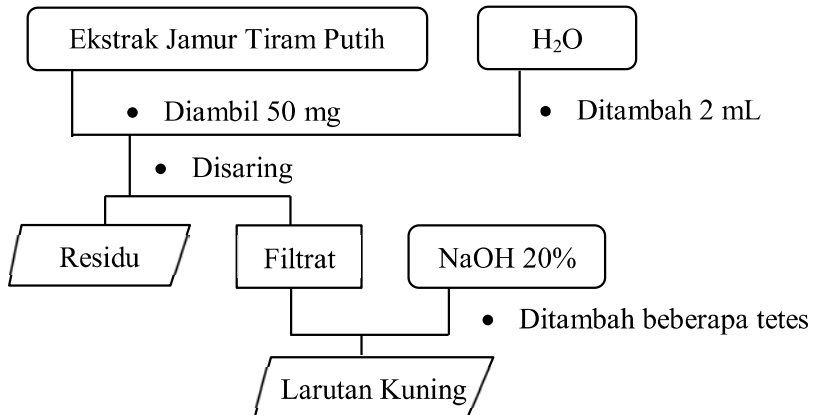 Ekstrak Jamur Tiram Putih
H₂O
• Diambil 50 mg
• Ditambah 2 mL
• Disaring
Residu
Filtrat
NaOH 20%
• Ditambah beberapa tetes
Larutan Kuning